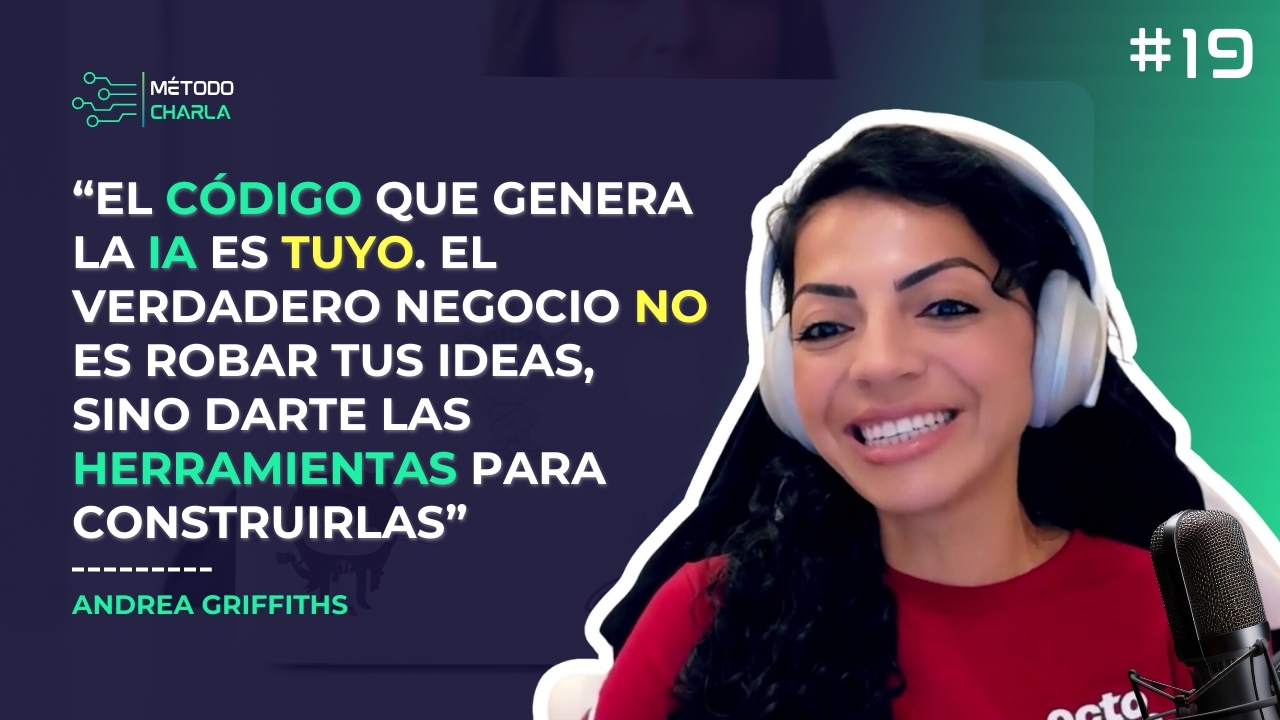 #19
MÉTODO
CHARLA
“EL CÓDIGO QUE GENERA
LA IA ES TUYO. EL
VERDADERO NEGOCIO NO
ES ROBAR TUS IDEAS,
SINO DARTE LAS
HERRAMIENTAS PARA
CONSTRUIRLAS”
ANDREA GRIFFITHS
octo